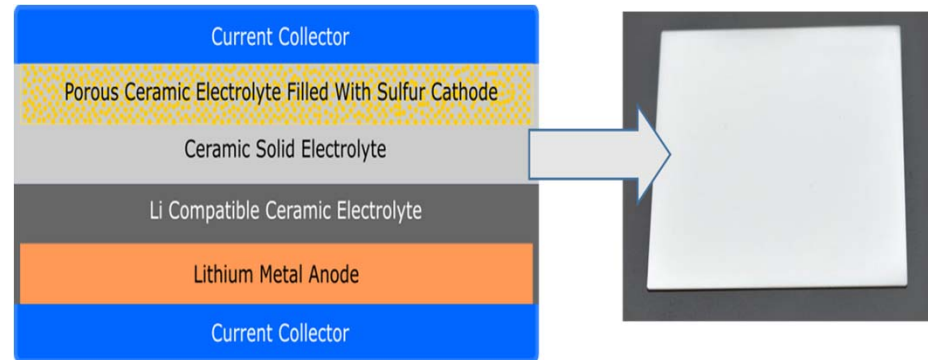 Current Collector
Porous Ceramic Electrolyte Filled With Sulfur Cathode
Ceramic Solid Electrolyte
Li Compatible Ceramic Electrolyte
Lithium Metal Anode
Current Collector